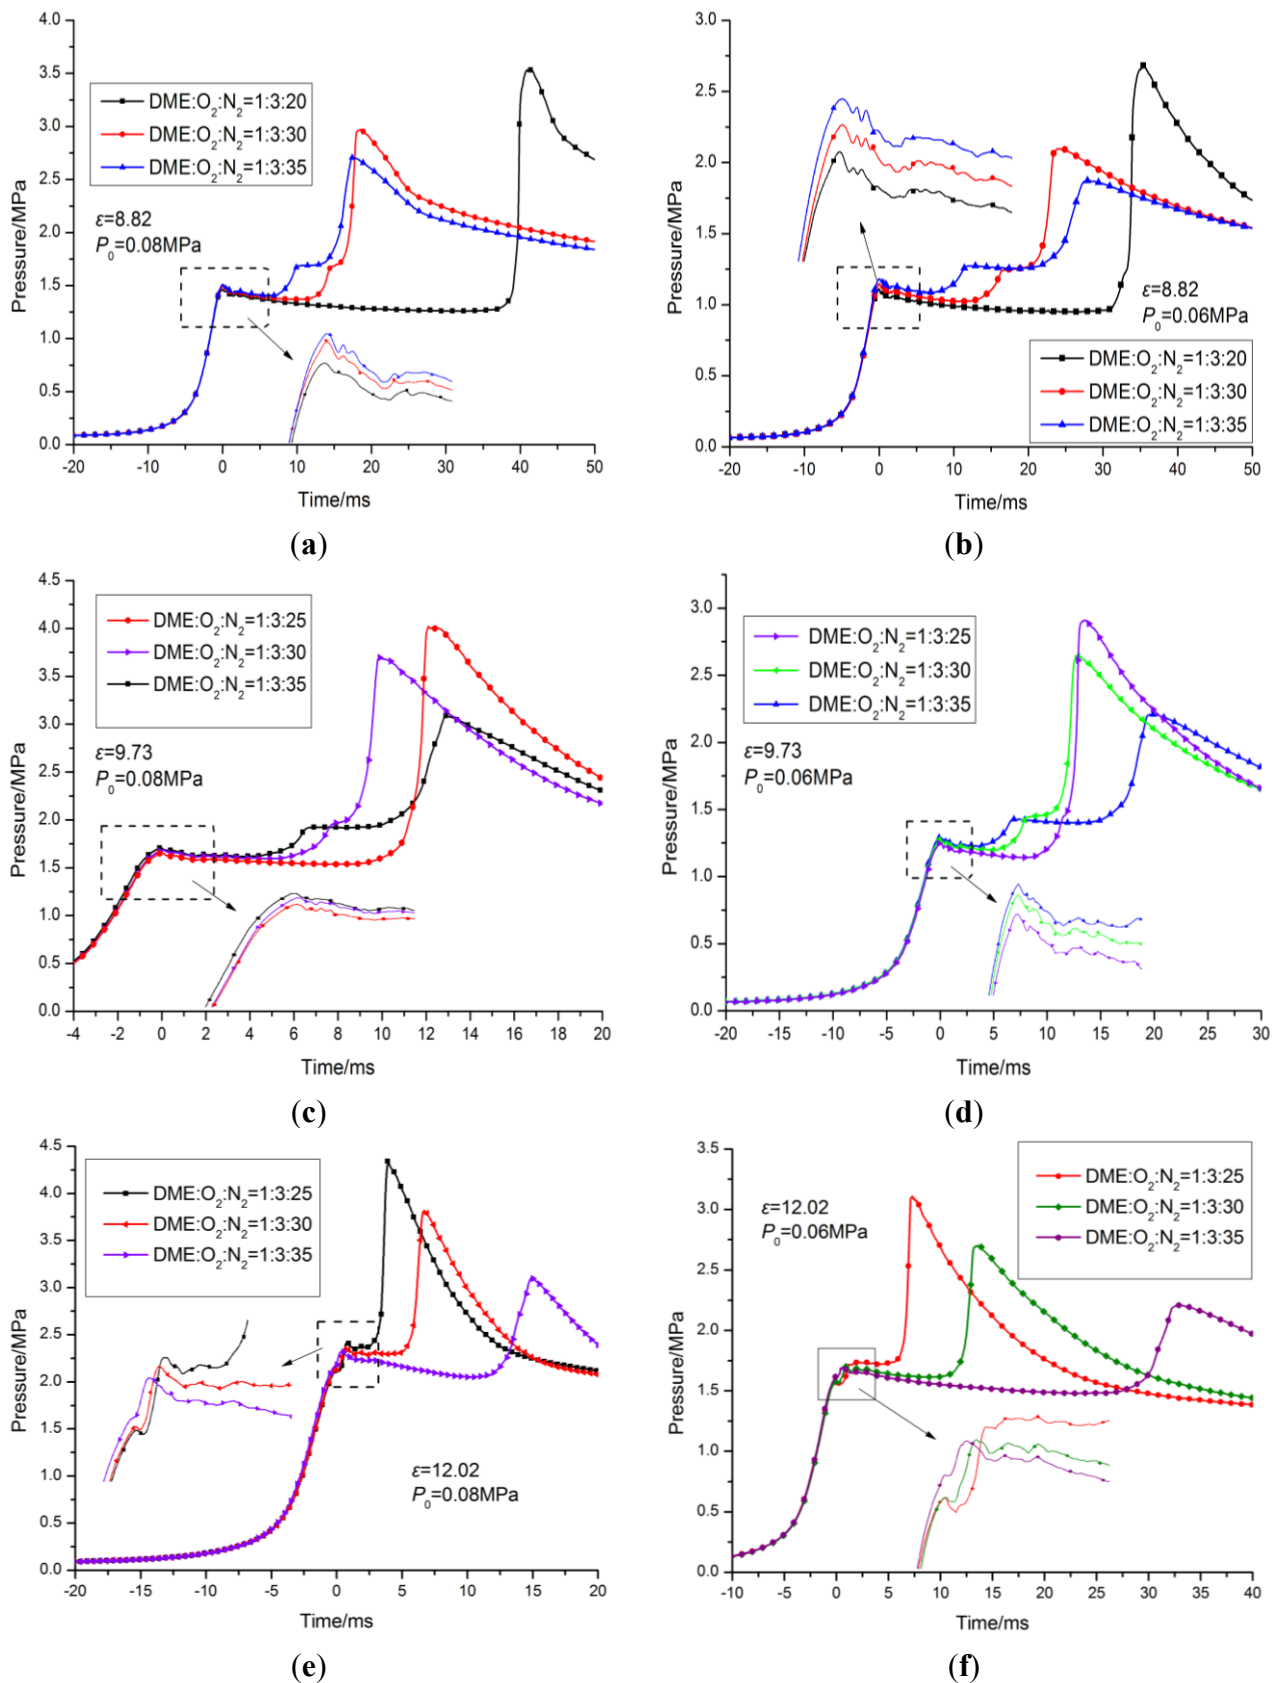 4.0
3.5
3.0
2.5
2.0
1.5
1.0
0.5
0.0
Pressure/MPa
DME:O2:N2=1:3:20
DME:O2:N2=1:3:30
DME:O2:N2=1:3:35
ε=8.82
P0=0.08MPa
-20 -10 0 10 20 30 40 50
Time/ms
(a)
3.0
2.5
2.0
1.5
1.0
0.5
0.0
Pressure/MPa
ε=8.82
P0=0.06MPa
DME:O2:N2=1:3:20
DME:O2:N2=1:3:30
DME:O2:N2=1:3:35
-20 -10 0 10 20 30 40 50
Time/ms
(b)
4.5
4.0
3.5
3.0
2.5
2.0
1.5
1.0
0.5
0.0
Pressure/MPa
DME:O2:N2=1:3:25
DME:O2:N2=1:3:30
DME:O2:N2=1:3:35
ε=9.73
P0=0.08MPa
-4 -2 0 2 4 6 8 10 12 14 16 18 20
Time/ms
(c)
3.0
2.5
2.0
1.5
1.0
0.5
0.0
Pressure/MPa
DME:O2:N2=1:3:25
DME:O2:N2=1:3:30
DME:O2:N2=1:3:35
ε=9.73
P0=0.06MPa
-20 -15 -10 -5 0 5 10 15 20 25 30
Time/ms
(d)
4.5
4.0
3.5
3.0
2.5
2.0
1.5
1.0
0.5
0.0
Pressure/MPa
DME:O2:N2=1:3:25
DME:O2:N2=1:3:30
DME:O2:N2=1:3:35
ε=12.02
P0=0.08MPa
-20 -15 -10 -5 0 5 10 15 20
Time/ms
(e)
3.5
3.0
2.5
2.0
1.5
1.0
0.5
0.0
Pressure/MPa
ε=12.02
P0=0.06MPa
DME:O2:N2=1:3:25
DME:O2:N2=1:3:30
DME:O2:N2=1:3:35
-10 -5 0 5 10 15 20 25 30 35 40
Time/ms
(f)